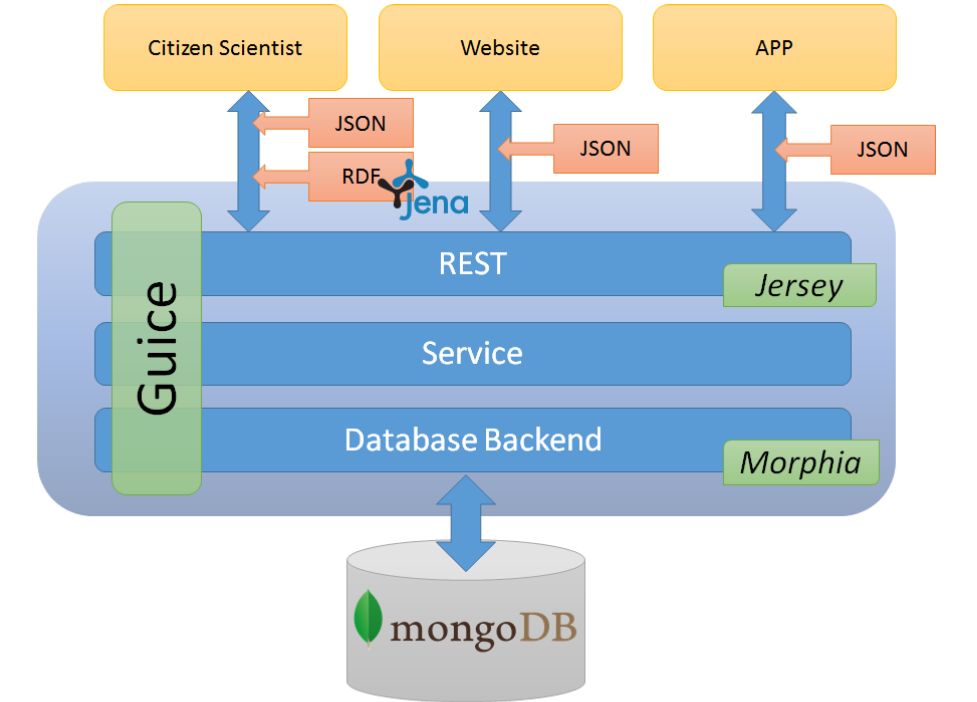 Citizen Scientist
Website
APP
JSON
JSON
JSON
RDF
jena
REST
Jersey
Guice
Service
Database Backend
Morphia
mongoDB